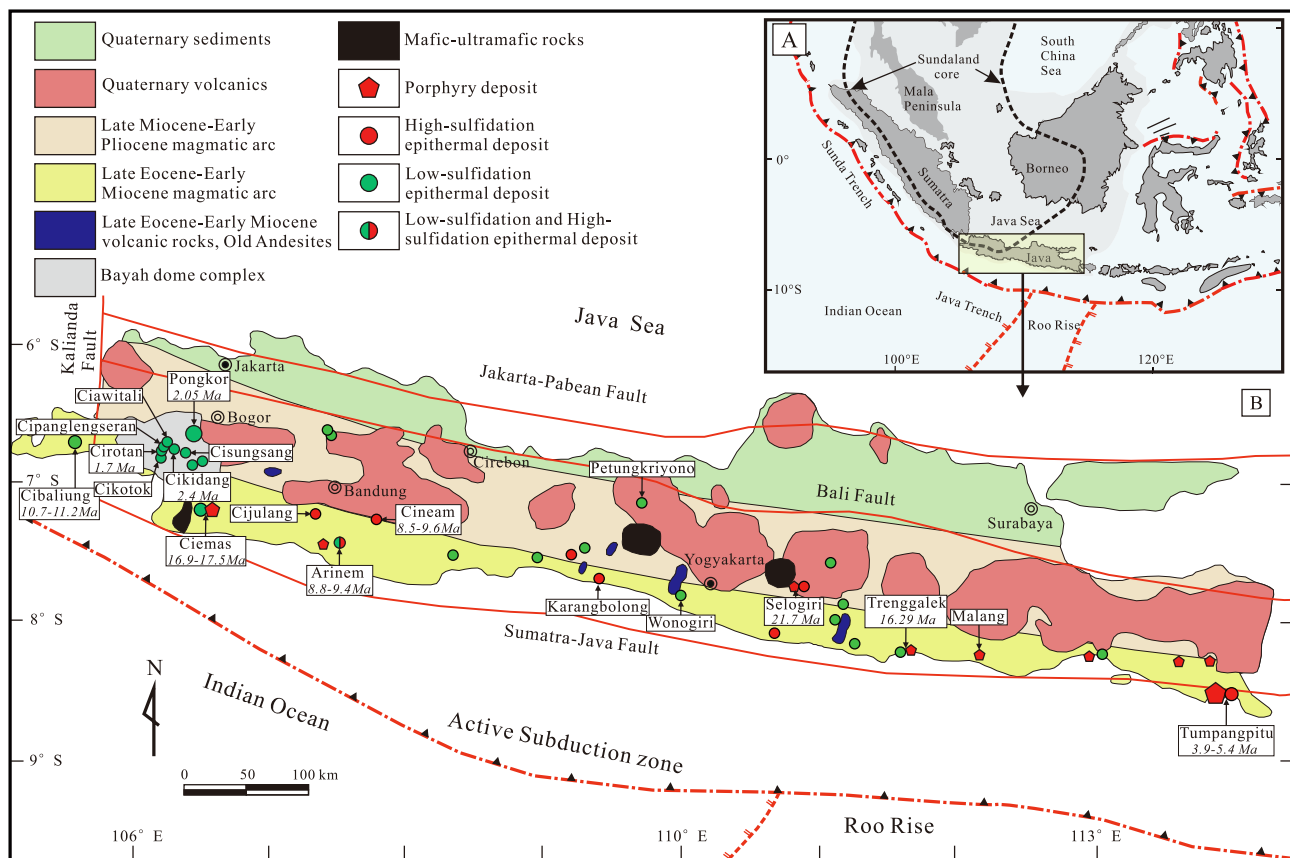 Quaternary sediments
Quaternary volcanics
Late Miocene-Early
Pliocene magmatic arc
Late Eocene-Early
Miocene magmatic arc
Late Eocene-Early Miocene
volcanic rocks, Old Andesites
Bayah dome complex
Mafic-ultramafic rocks
Porphyry deposit
High-sulfidation
epithermal deposit
Low-sulfidation
epithermal deposit
Low-sulfidation and High-
sulfidation epithermal deposit
A
Sundaland
core
South
China
Sea
Mala
Peninsula
0°
Sunda Trench
Sumatra
Borneo
Java Sea
Java
10°S
Java Trench
Indian Ocean
Roo Rise
100°E
120°E
B
Kalianda
Fault
Java Sea
6° S
Jakarta
Jakarta-Pabean Fault
Pongkor
2.05 Ma
Ciawitali
Bogor
Cipanglengseran
Cirotan
1.7 Ma
Cisungsang
Cirebon
Petungkriyono
7° S
Cikotok
Cikidang
2.4 Ma
Bali Fault
Cibaliung
10.7-11.2Ma
Bandung
Surabaya
Cijulang
Cineam
8.5-9.6Ma
Ciemas
16.9-17.5Ma
Yogyakarta
Arinem
8.8-9.4Ma
Karangbolong
Selogiri
21.7 Ma
Trenggalek
16.29 Ma
Malang
8° S
Wonogiri
Sumatra-Java Fault
N
Indian Ocean
Active Subduction zone
Tumpangpitu
3.9-5.4 Ma
9° S
0 50 100 km
Roo Rise
106° E
110° E
113° E